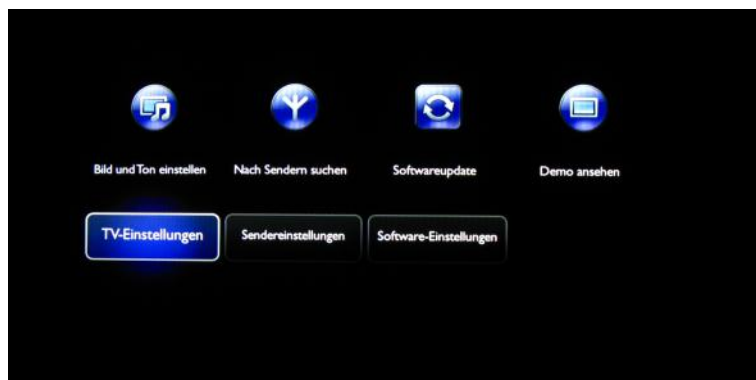 Bild und Ton einstellen
Nach Sendern suchen
Softwareupdate
Demo ansehen
TV-Einstellungen
Sendereinstellungen
Software-Einstellungen